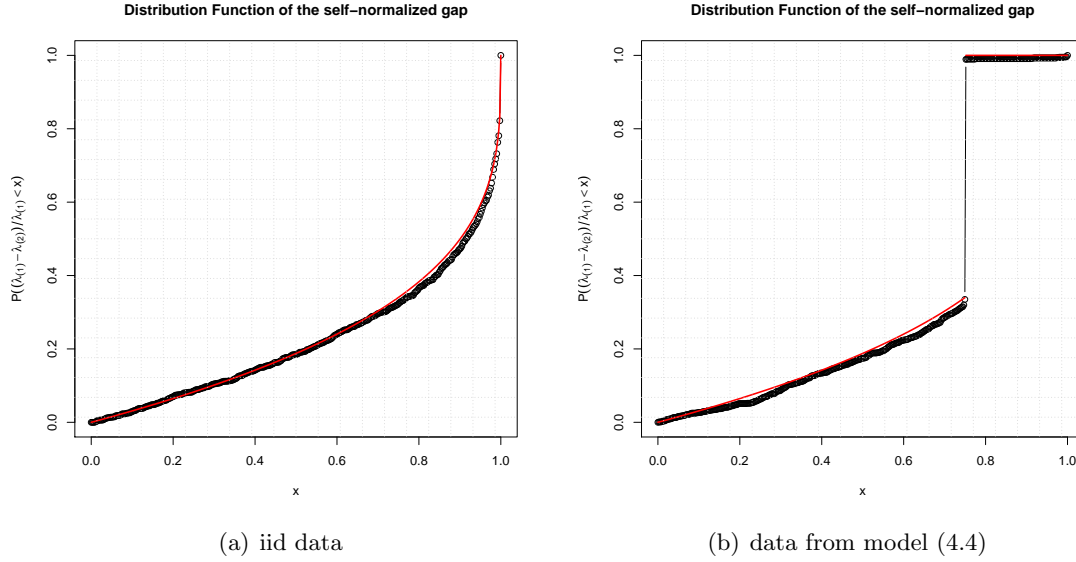 Distribution Function of the self−normalized gap
P((λ(1) − λ(2))/λ(1) < x)
1.0
0.8
0.6
0.4
0.2
0.0
0.0 0.2 0.4 0.6 0.8 1.0
x
(a) iid data
Distribution Function of the self−normalized gap
P((λ(1) − λ(2))/λ(1) < x)
1.0
0.8
0.6
0.4
0.2
0.0
0.0 0.2 0.4 0.6 0.8 1.0
x
(b) data from model (4.4)